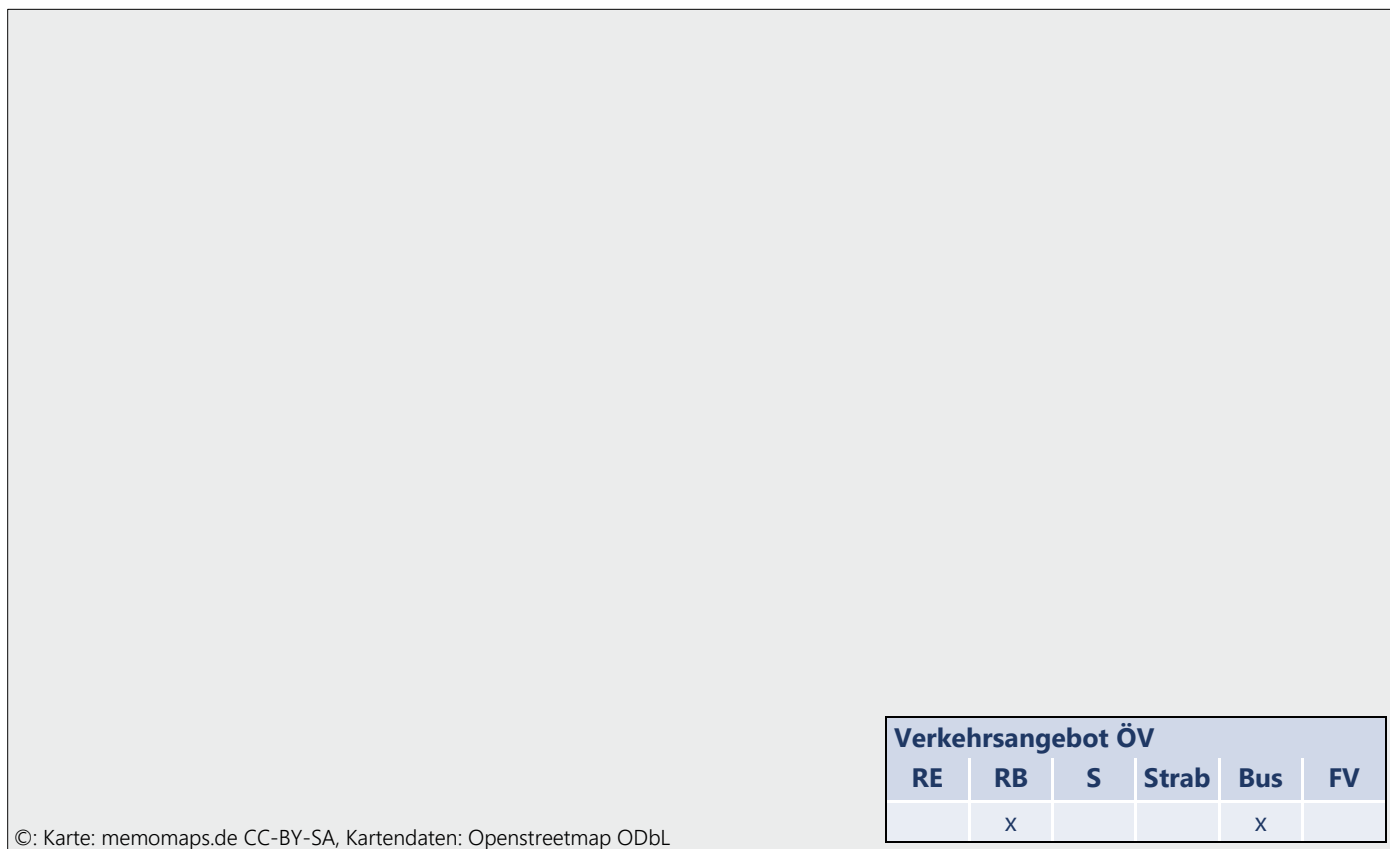 Verkehrsangebot ÖV
RE RB S Strab Bus FV
x x
©: Karte: memomaps.de CC-BY-SA, Kartendaten: Openstreetmap ODbL